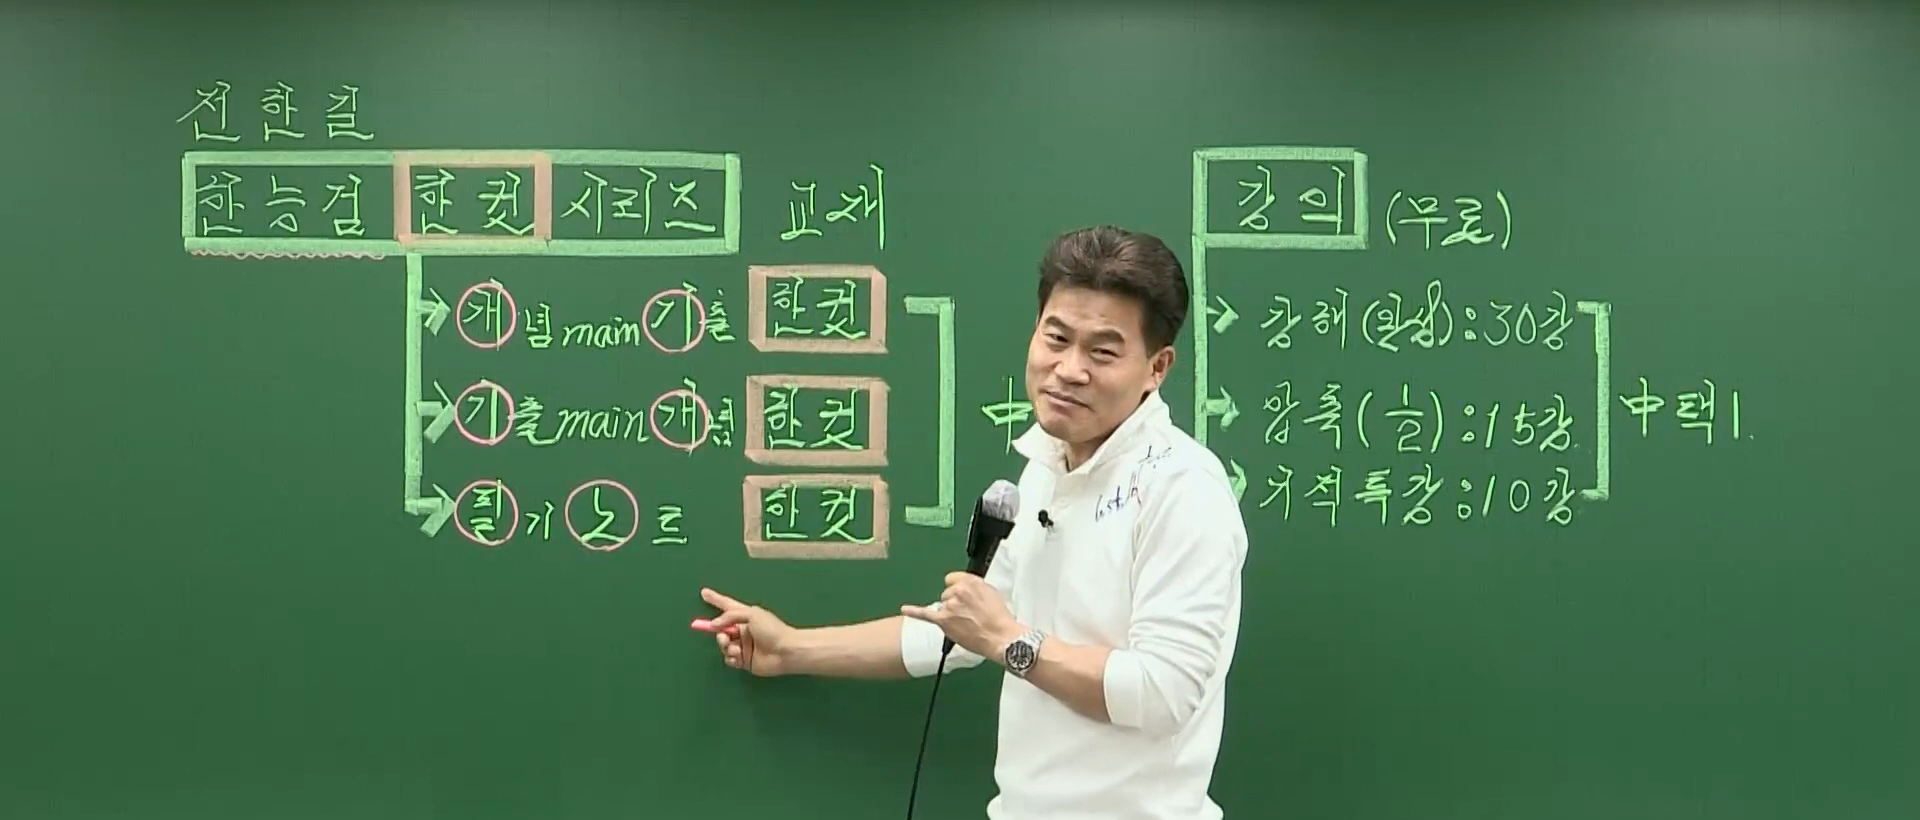 전한길
한능검 한컷 시리즈 교재
개념 main 기출 한컷
기출 main 개념 한컷
필기노트 한컷
中
강의 (무료)
강해 (완성) : 30강
압축 (1/2) : 15강
특강 : 10강
中 택 1.